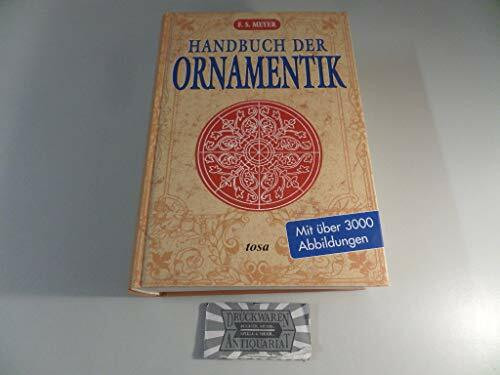 F. S. MEYER
HANDBUCH DER
ORNAMENTIK
Mit über 3000
Abbildungen
tosa
DRUCKWAREN
ANTIQUARIAT